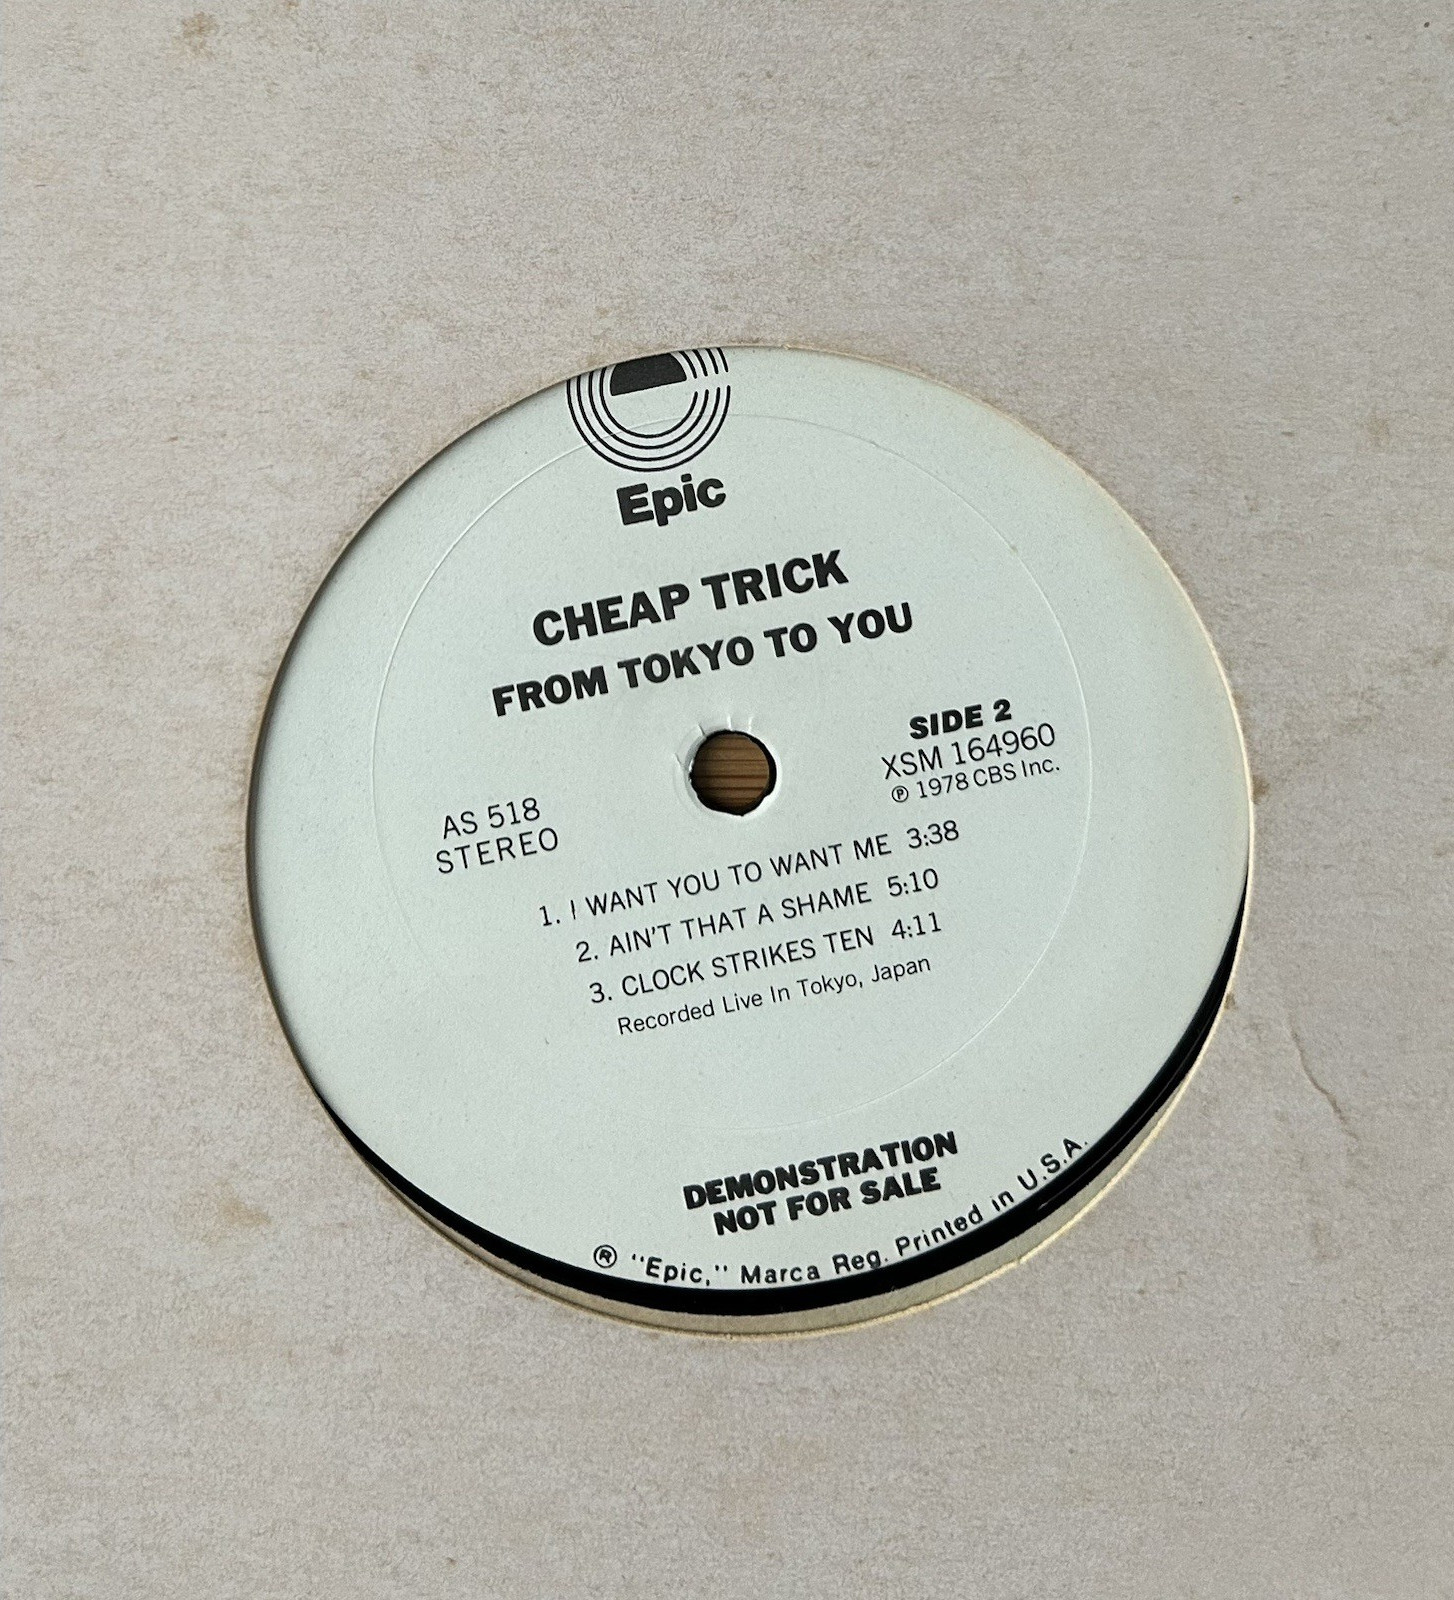 Epic
CHEAP TRICK
FROM TOKYO TO YOU
SIDE 2
XSM 164960
℗ 1978 CBS Inc.
AS 518
STEREO
1. I WANT YOU TO WANT ME 3:38
2. AIN'T THAT A SHAME 5:10
3. CLOCK STRIKES TEN 4:11
Recorded Live In Tokyo, Japan
DEMONSTRATION
NOT FOR SALE
® "Epic," Marca Reg. Printed in U.S.A.